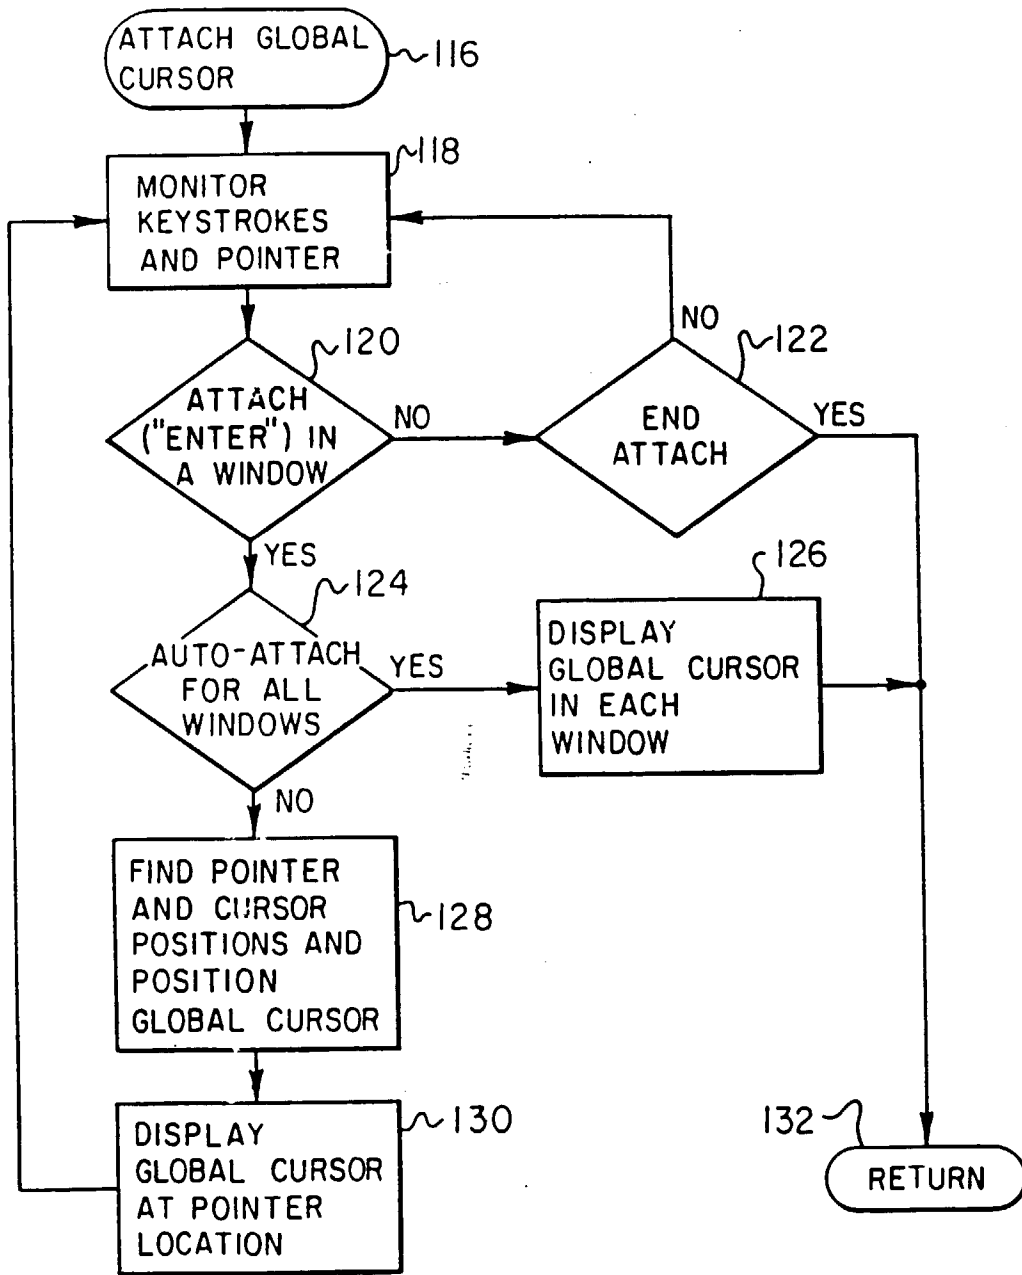 ATTACH GLOBAL
CURSOR
116
118
MONITOR
KEYSTROKES
AND POINTER
NO
120
122
ATTACH
("ENTER") IN
A WINDOW
NO
END
ATTACH
YES
YES
124
126
AUTO-ATTACH
FOR ALL
WINDOWS
YES
DISPLAY
GLOBAL CURSOR
IN EACH
WINDOW
NO
FIND POINTER
AND CURSOR
POSITIONS AND
POSITION
GLOBAL CURSOR
128
130
DISPLAY
GLOBAL CURSOR
AT POINTER
LOCATION
132
RETURN